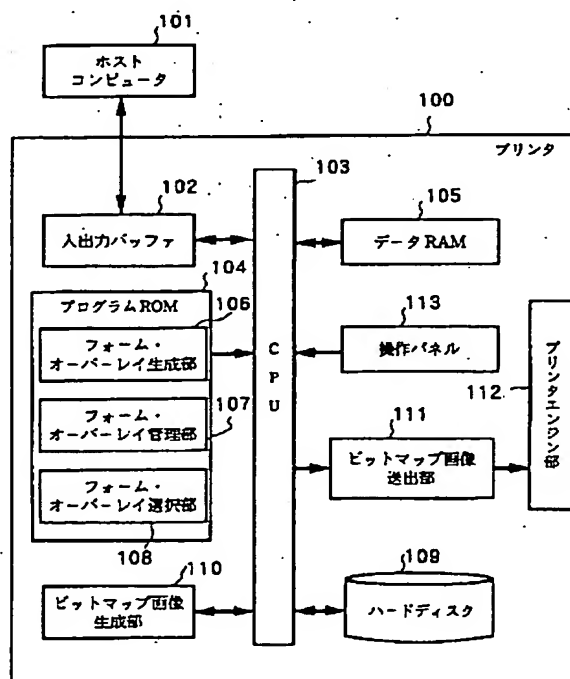 101
ホスト
コンピュータ
100
プリンタ
102
103
105
入出力バッファ
データRAM
104
プログラムROM
106
113
フォーム・
オーバーレイ生成部
CPU
操作パネル
107
フォーム・
オーバーレイ管理部
111
112
プリンタエンジン部
ビットマップ画像
送出部
フォーム・
オーバーレイ選択部
108
110
109
ビットマップ画像
生成部
ハードディスク